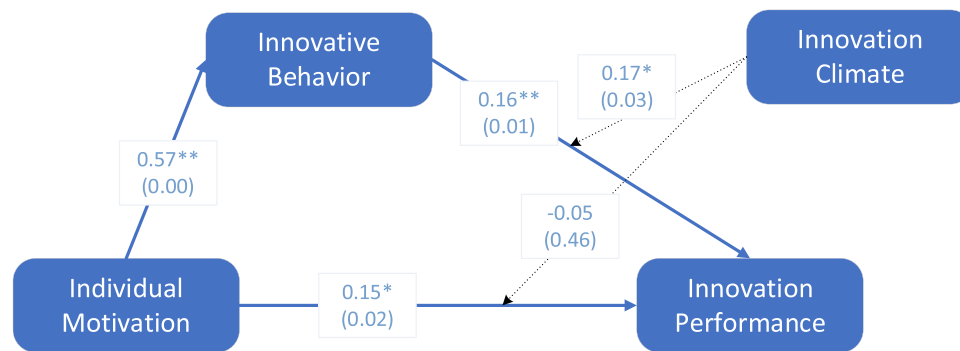 Innovative
Behavior
Innovation
Climate
0.17*
(0.03)
0.16**
(0.01)
0.57**
(0.00)
-0.05
(0.46)
Individual
Motivation
0.15*
(0.02)
Innovation
Performance